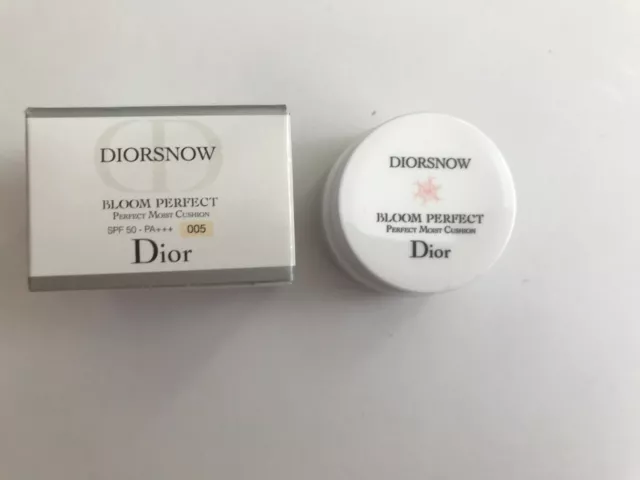 DIORSNOW
BLOOM PERFECT
PERFECT MOIST CUSHION
SPF 50 - PA+++ 005
Dior
DIORSNOW
BLOOM PERFECT
PERFECT MOIST CUSHION
Dior